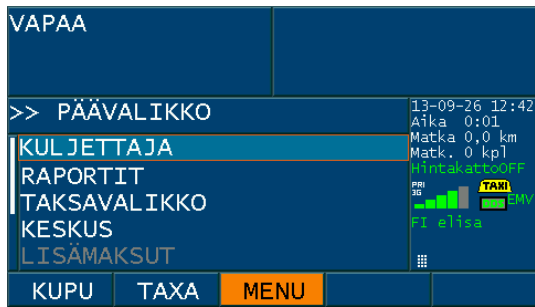 VAPAA
>> PÄÄVALIKKO
KULJETTAJA
RAPORTIT
TAKSAVALIKKO
KESKUS
LISÄMAKSUT
13-09-26 12:42
Aika 0:01
Matka 0,0 km
Matk. 0 kpl
HintakattoOFF
PRI
3G
TAXI
EMV
FI elisa
KUPU TAXA MENU